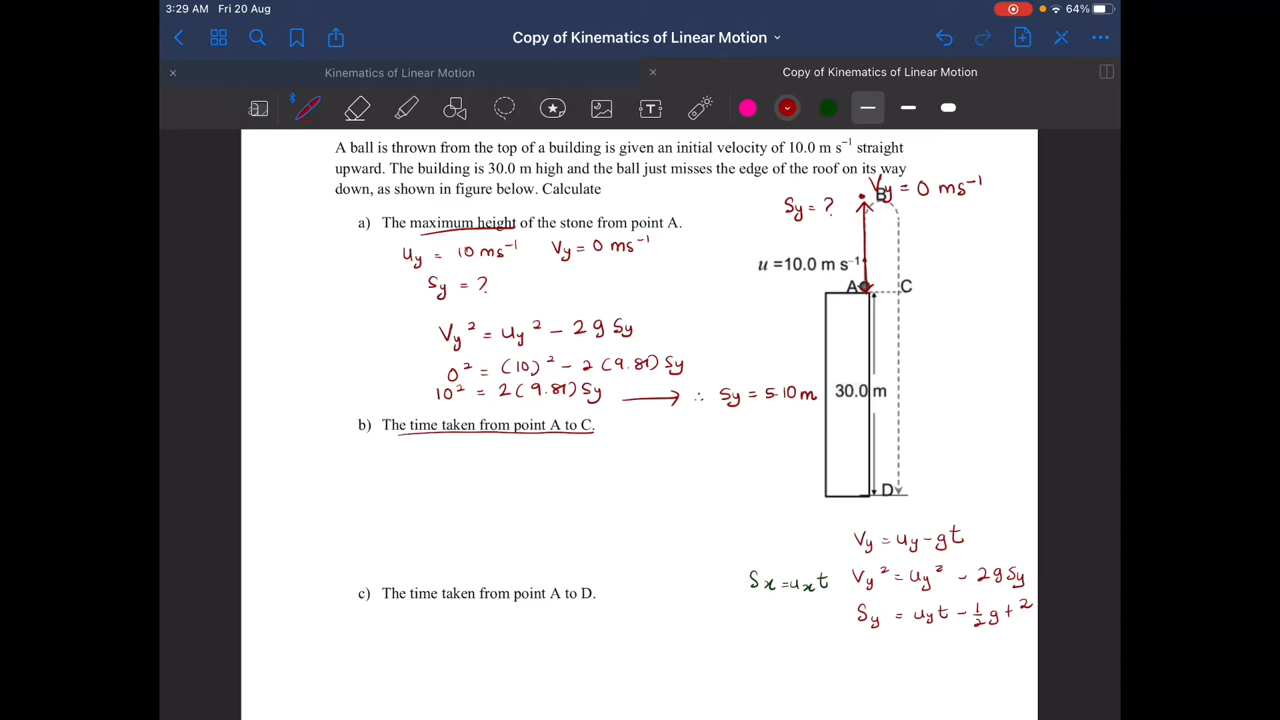 3:29 AM Fri 20 Aug
64%
Copy of Kinematics of Linear Motion
Kinematics of Linear Motion
Copy of Kinematics of Linear Motion
A ball is thrown from the top of a building is given an initial velocity of 10.0 m s⁻¹ straight
upward. The building is 30.0 m high and the ball just misses the edge of the roof on its way
down, as shown in figure below. Calculate
Vy = 0 ms⁻¹
B
Sy = ?
a) The maximum height of the stone from point A.
uy = 10 ms⁻¹ Vy = 0 ms⁻¹
Sy = ?
u =10.0 m s⁻¹
A
C
Vy² = uy² − 2g Sy
0² = (10)² − 2(9.81) Sy
10² = 2(9.81) Sy ⟶ ∴ Sy = 5.10 m
30.0 m
b) The time taken from point A to C.
D
Vy = uy − gt
Sx = uxt
Vy² = uy² − 2gSy
Sy = uyt − ½gt²
c) The time taken from point A to D.